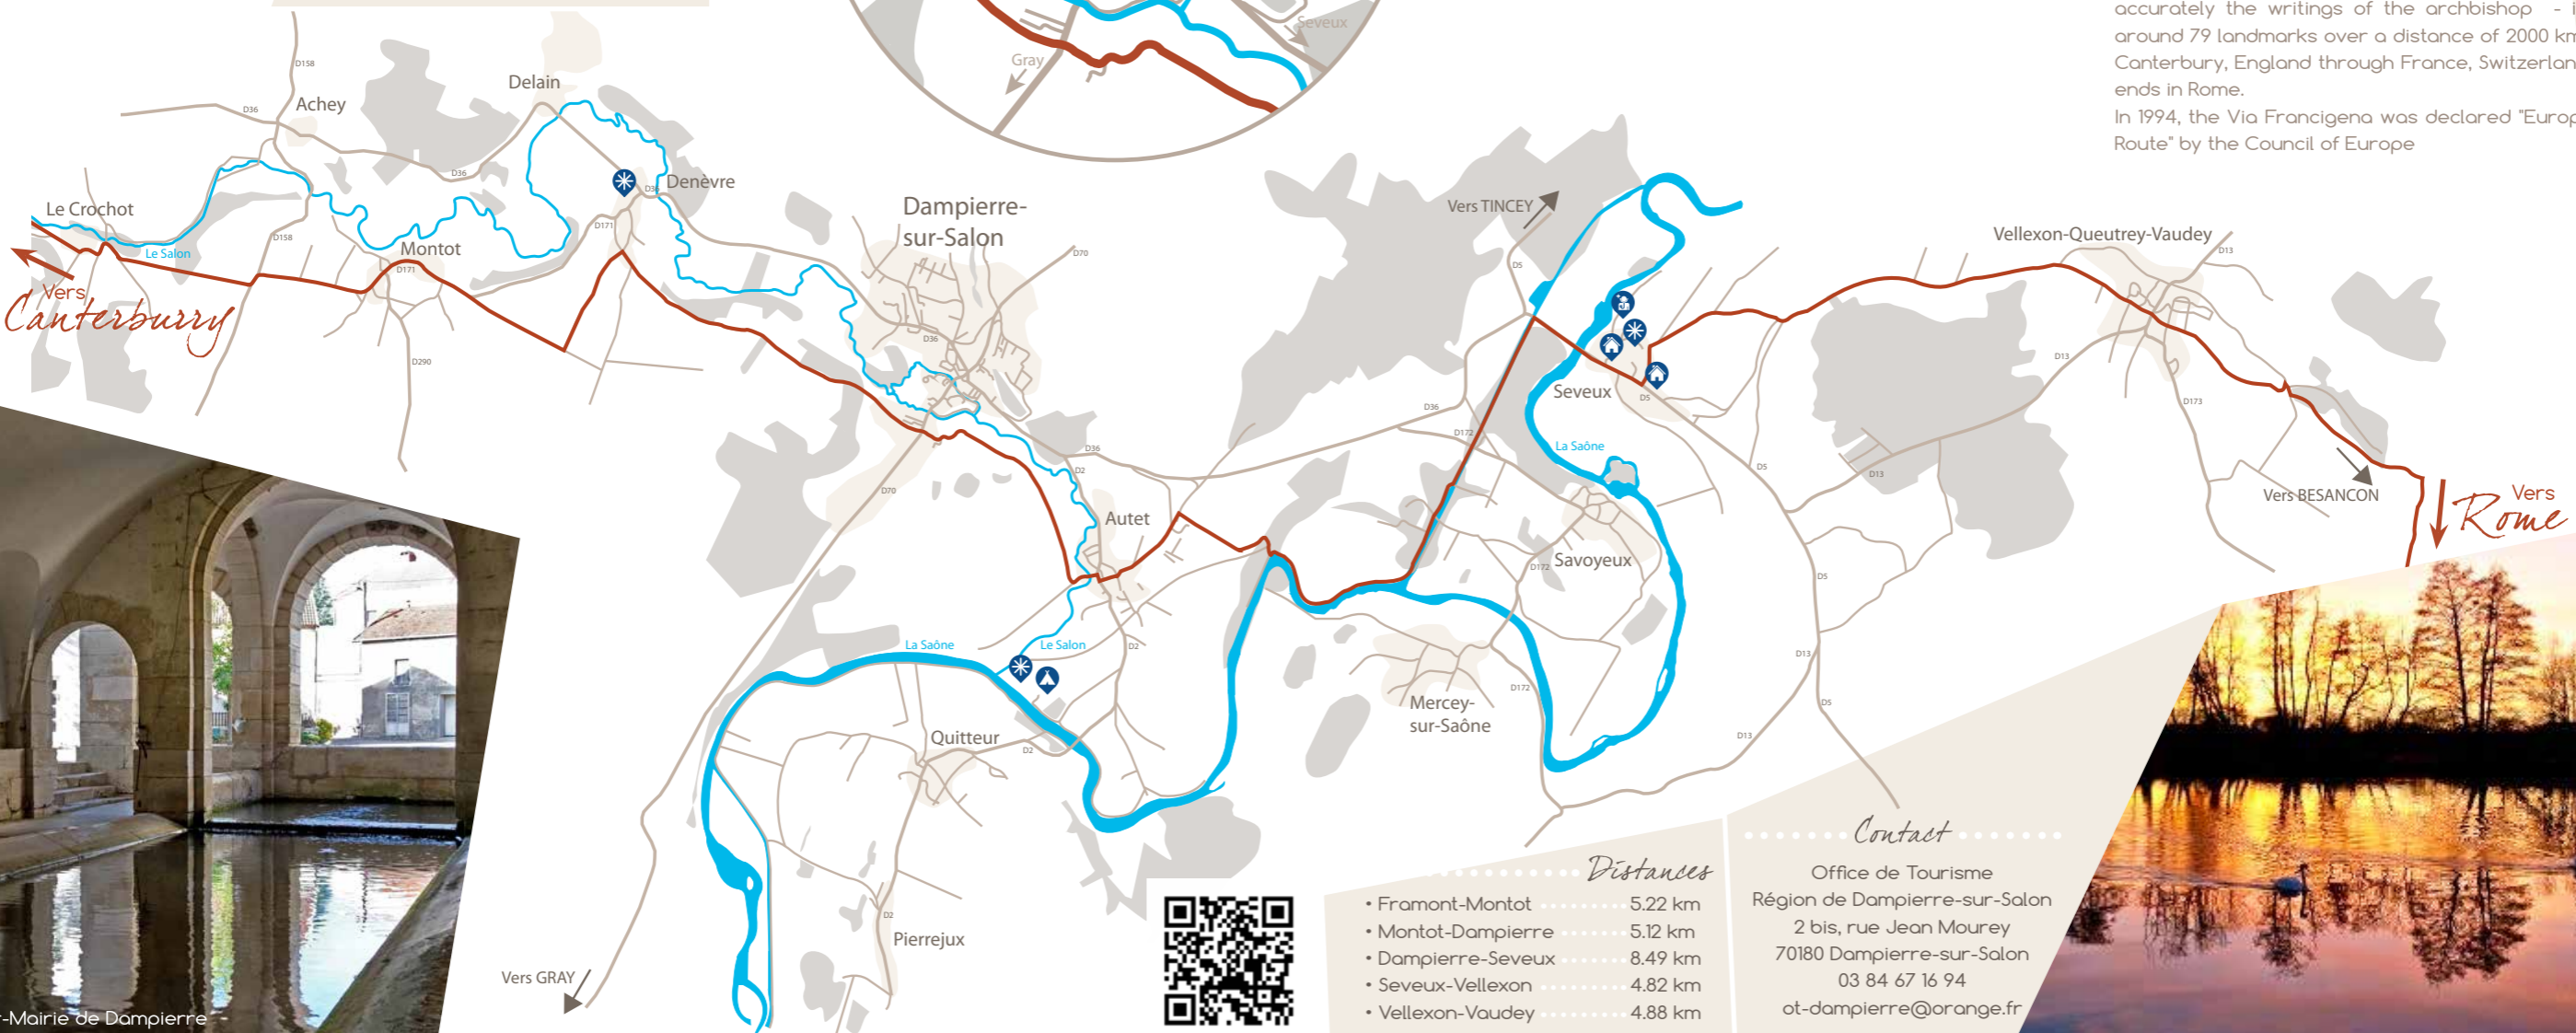 accurately the writings of the archbishop - i
around 79 landmarks over a distance of 2000 km
Canterbury, England through France, Switzerlan
ends in Rome.
In 1994, the Via Francigena was declared "Europ
Route" by the Council of Europe
Seveux
Gray
D158
Achey
D36
Delain
D36
D36
Denèvre
D171
Le Crochot
Le Salon
D158
Montot
D171
Vers
Canterburry
D290
Dampierre-
sur-Salon
D70
D36
D70
D36
D2
Autet
Vers TINCEY
D5
D36
D172
Seveux
D5
La Saône
D5
Savoyeux
D172
Vellexon-Queutrey-Vaudey
D13
D13
D173
D13
Vers BESANCON
Vers
Rome
D5
D13
D5
D13
La Saône
Le Salon
D2
Quitteur
D2
Mercey-
sur-Saône
D172
D2
Pierrejux
Vers GRAY
-Mairie de Dampierre
Distances
• Framont-Montot 5.22 km
• Montot-Dampierre 5.12 km
• Dampierre-Seveux 8.49 km
• Seveux-Vellexon 4.82 km
• Vellexon-Vaudey 4.88 km
Contact
Office de Tourisme
Région de Dampierre-sur-Salon
2 bis, rue Jean Mourey
70180 Dampierre-sur-Salon
03 84 67 16 94
ot-dampierre@orange.fr